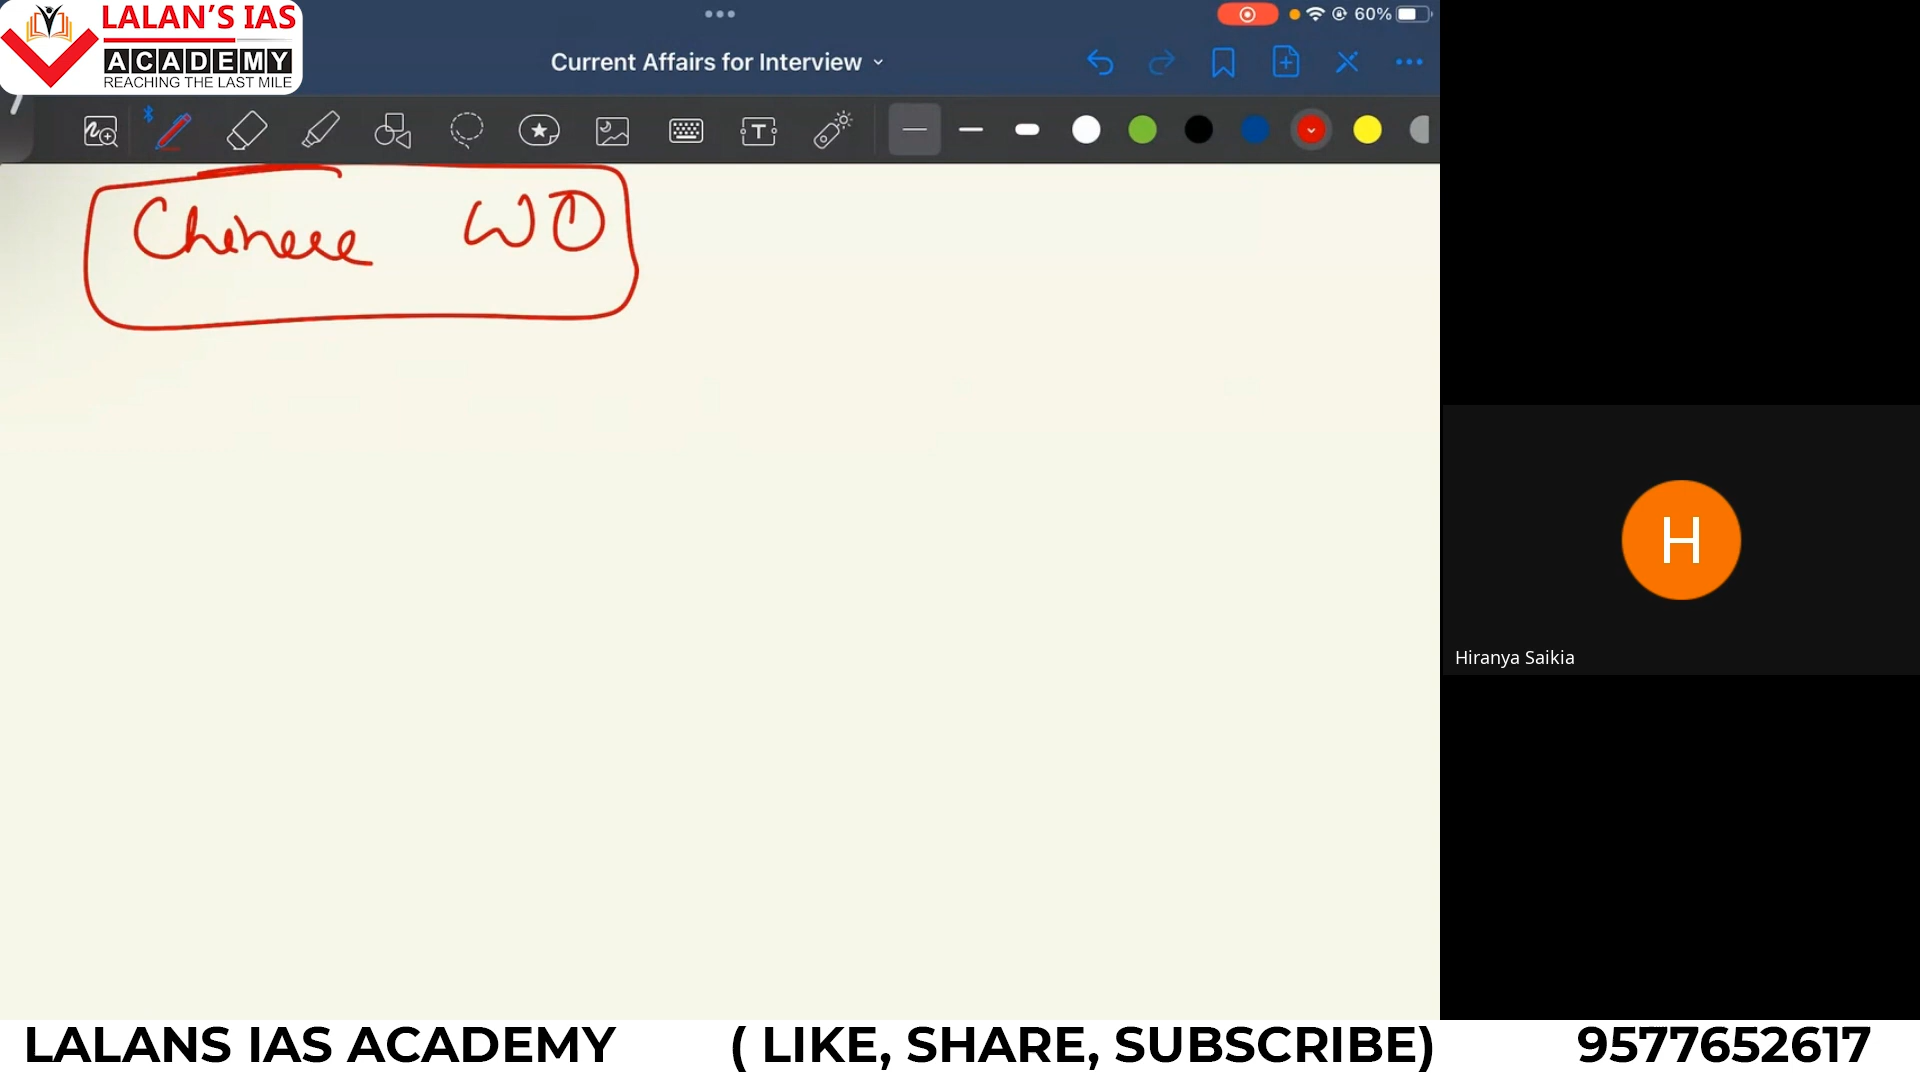 LALAN'S IAS
ACADEMY
REACHING THE LAST MILE
60%
Current Affairs for Interview
T
Chinese WO
H
Hiranya Saikia
LALANS IAS ACADEMY ( LIKE, SHARE, SUBSCRIBE) 9577652617